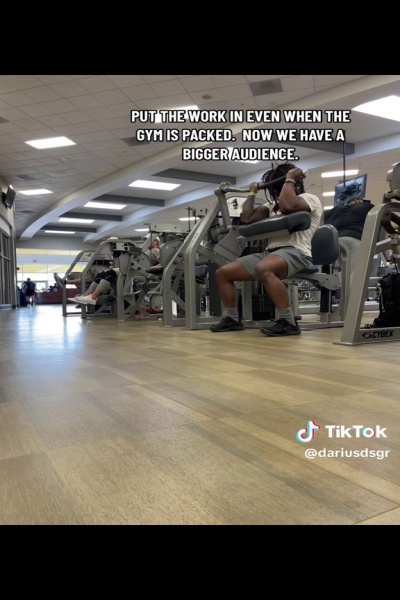 PUT THE WORK IN EVEN WHEN THE
GYM IS PACKED. NOW WE HAVE A
BIGGER AUDIENCE.
CYBEX
TikTok
@dariusdsgr